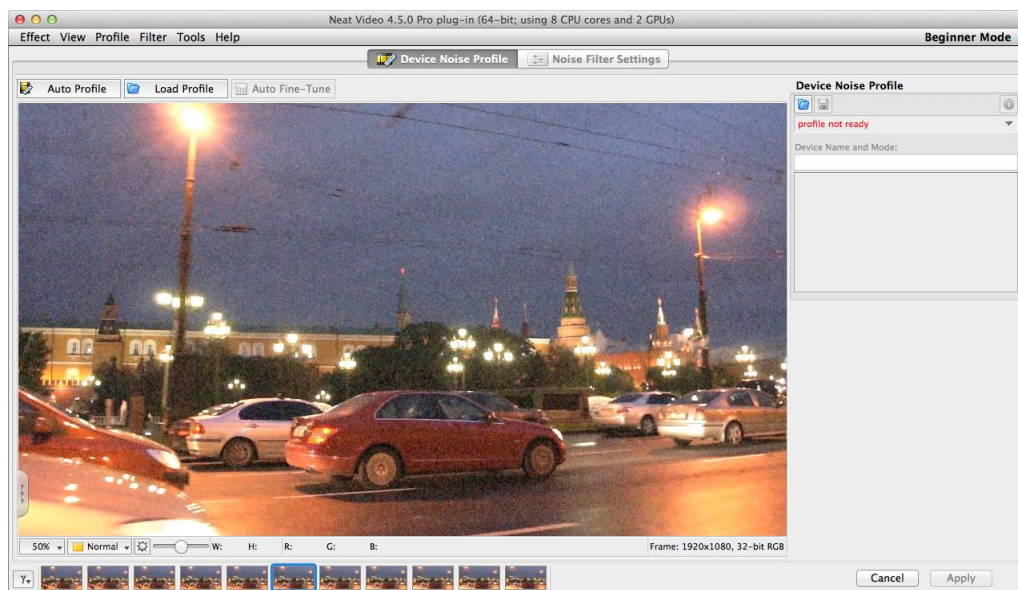 Neat Video 4.5.0 Pro plug-in (64-bit; using 8 CPU cores and 2 GPUs)
Effect View Profile Filter Tools Help Beginner Mode
Device Noise Profile Noise Filter Settings
Auto Profile Load Profile Auto Fine-Tune
Device Noise Profile
profile not ready
Device Name and Mode:
50% Normal W: H: R: G: B: Frame: 1920x1080, 32-bit RGB
Cancel Apply